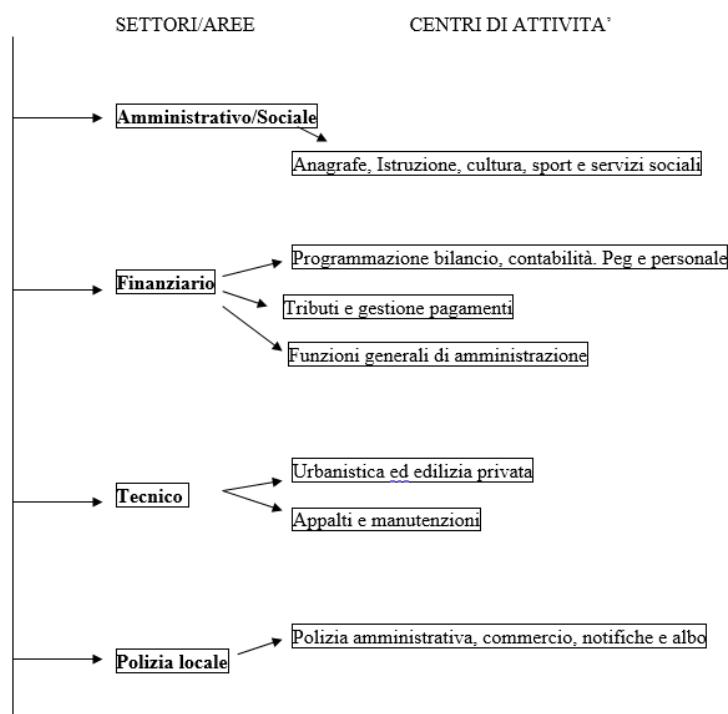 SETTORI/AREE CENTRI DI ATTIVITA’
Amministrativo/Sociale
Anagrafe, Istruzione, cultura, sport e servizi sociali
Programmazione bilancio, contabilità. Peg e personale
Finanziario
Tributi e gestione pagamenti
Funzioni generali di amministrazione
Urbanistica ed edilizia privata
Tecnico
Appalti e manutenzioni
Polizia amministrativa, commercio, notifiche e albo
Polizia locale